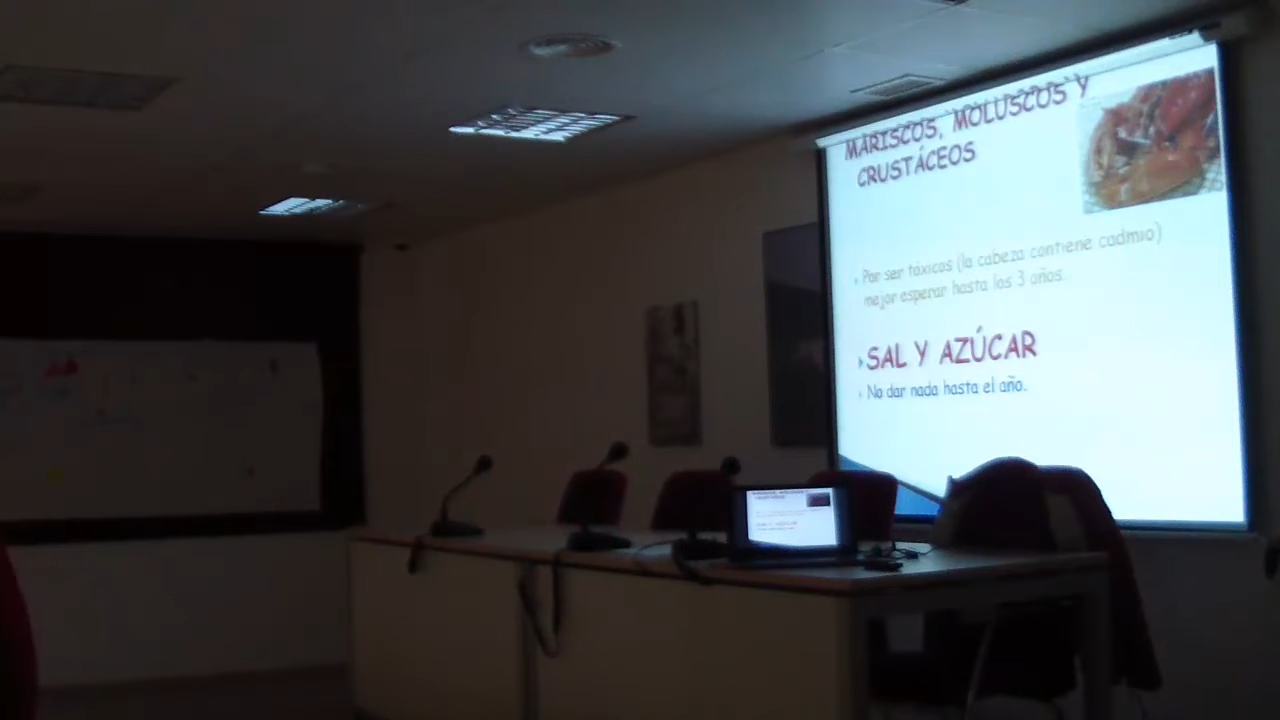 MARISCOS, MOLUSCOS Y
CRUSTÁCEOS
Por ser tóxicos (la cabeza contiene cadmio)
mejor esperar hasta los 3 años.
SAL Y AZÚCAR
No dar nada hasta el año.